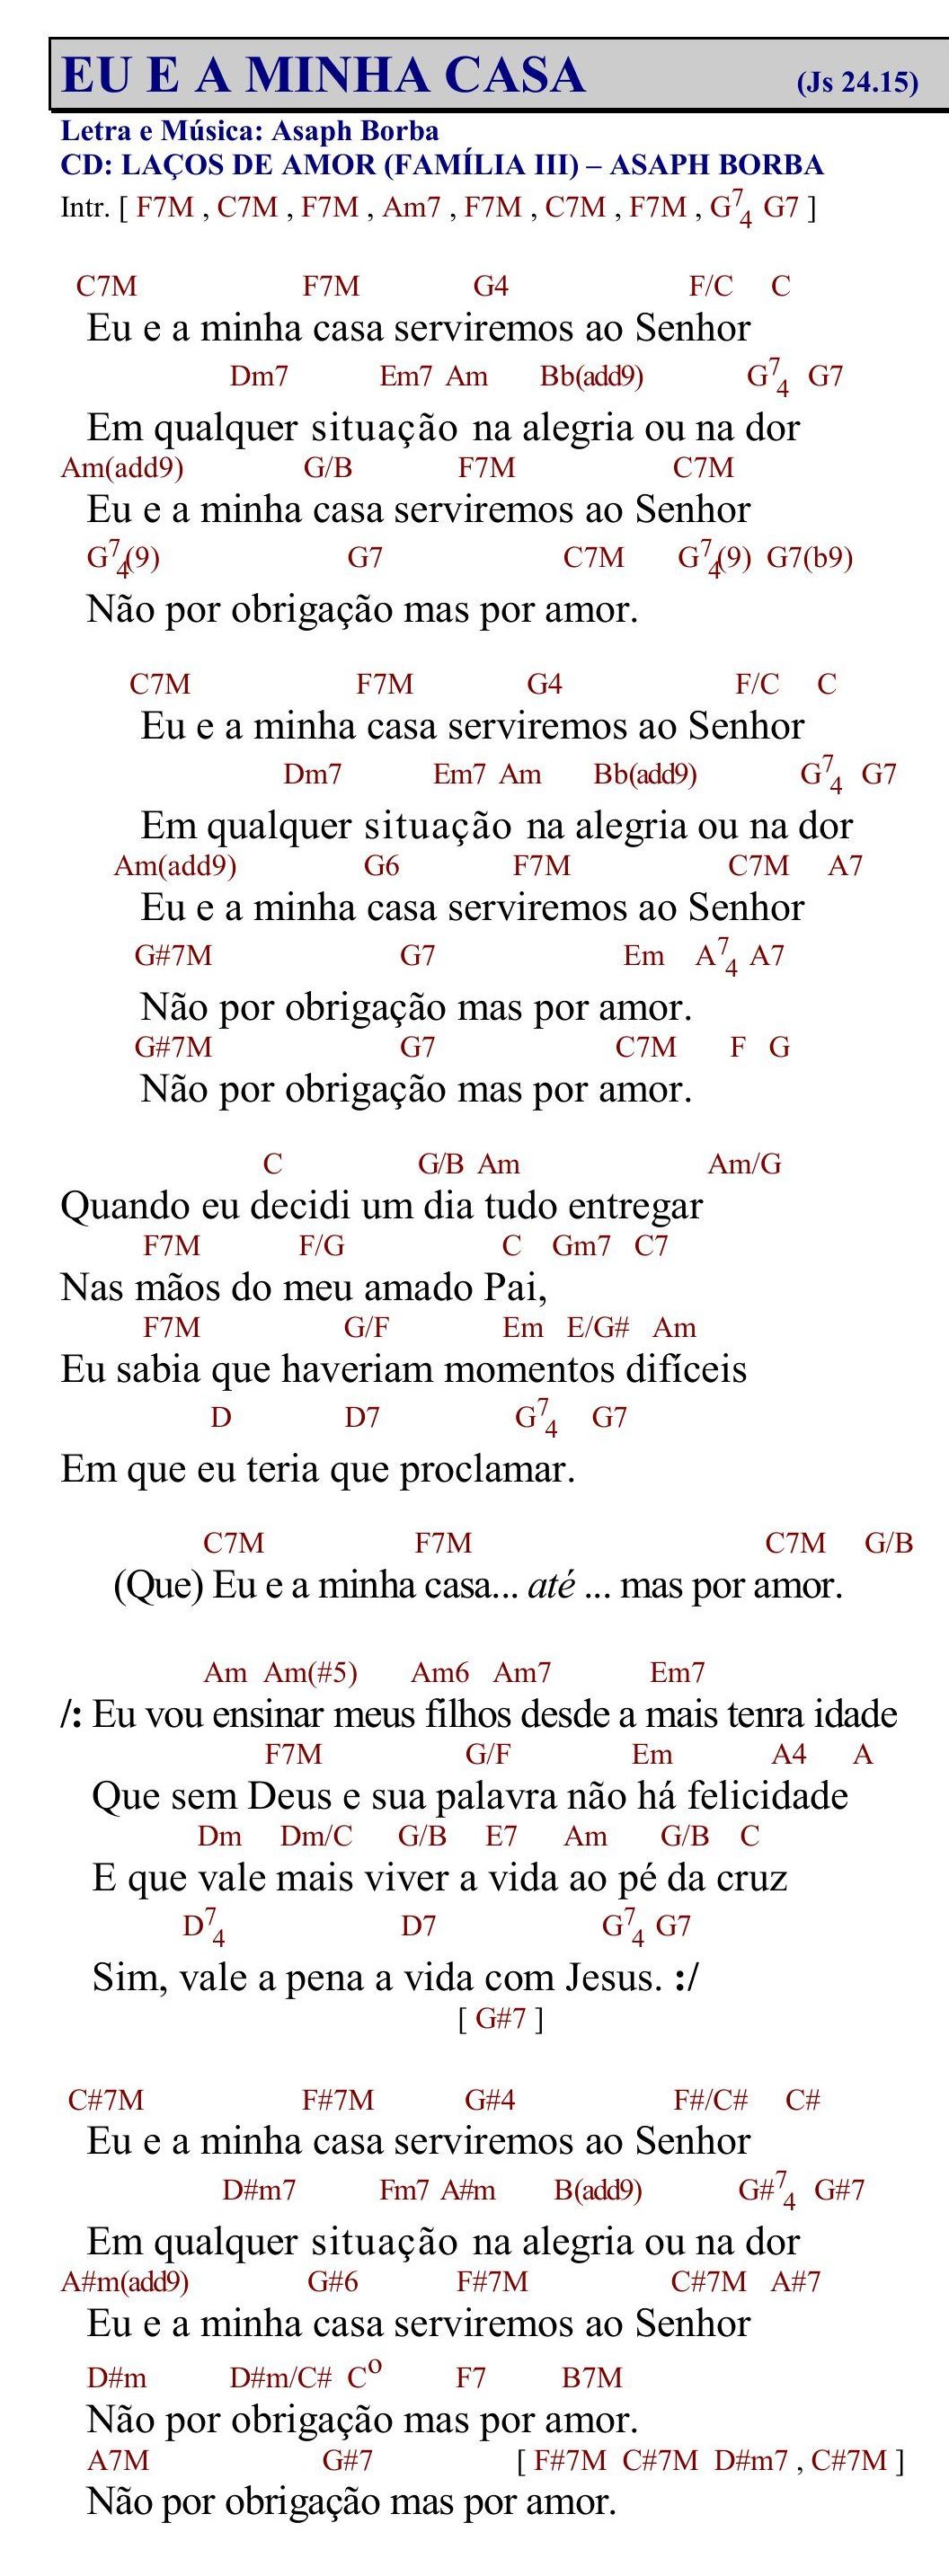 EU E A MINHA CASA (Js 24.15)
Letra e Música: Asaph Borba
CD: LAÇOS DE AMOR (FAMÍLIA III) – ASAPH BORBA
Intr. [ F7M , C7M , F7M , Am7 , F7M , C7M , F7M , G7/4 G7 ]
C7M F7M G4 F/C C
Eu e a minha casa serviremos ao Senhor
Dm7 Em7 Am Bb(add9) G7/4 G7
Em qualquer situação na alegria ou na dor
Am(add9) G/B F7M C7M
Eu e a minha casa serviremos ao Senhor
G7/4(9) G7 C7M G7/4(9) G7(b9)
Não por obrigação mas por amor.
C7M F7M G4 F/C C
Eu e a minha casa serviremos ao Senhor
Dm7 Em7 Am Bb(add9) G7/4 G7
Em qualquer situação na alegria ou na dor
Am(add9) G6 F7M C7M A7
Eu e a minha casa serviremos ao Senhor
G#7M G7 Em A7/4 A7
Não por obrigação mas por amor.
G#7M G7 C7M F G
Não por obrigação mas por amor.
C G/B Am Am/G
Quando eu decidi um dia tudo entregar
F7M F/G C Gm7 C7
Nas mãos do meu amado Pai,
F7M G/F Em E/G# Am
Eu sabia que haveriam momentos difíceis
D D7 G7/4 G7
Em que eu teria que proclamar.
C7M F7M C7M G/B
(Que) Eu e a minha casa... até ... mas por amor.
Am Am(#5) Am6 Am7 Em7
/: Eu vou ensinar meus filhos desde a mais tenra idade
F7M G/F Em A4 A
Que sem Deus e sua palavra não há felicidade
Dm Dm/C G/B E7 Am G/B C
E que vale mais viver a vida ao pé da cruz
D7/4 D7 G7/4 G7
Sim, vale a pena a vida com Jesus. :/
[ G#7 ]
C#7M F#7M G#4 F#/C# C#
Eu e a minha casa serviremos ao Senhor
D#m7 Fm7 A#m B(add9) G#7/4 G#7
Em qualquer situação na alegria ou na dor
A#m(add9) G#6 F#7M C#7M A#7
Eu e a minha casa serviremos ao Senhor
D#m D#m/C# Co F7 B7M
Não por obrigação mas por amor.
A7M G#7 [ F#7M C#7M D#m7 , C#7M ]
Não por obrigação mas por amor.